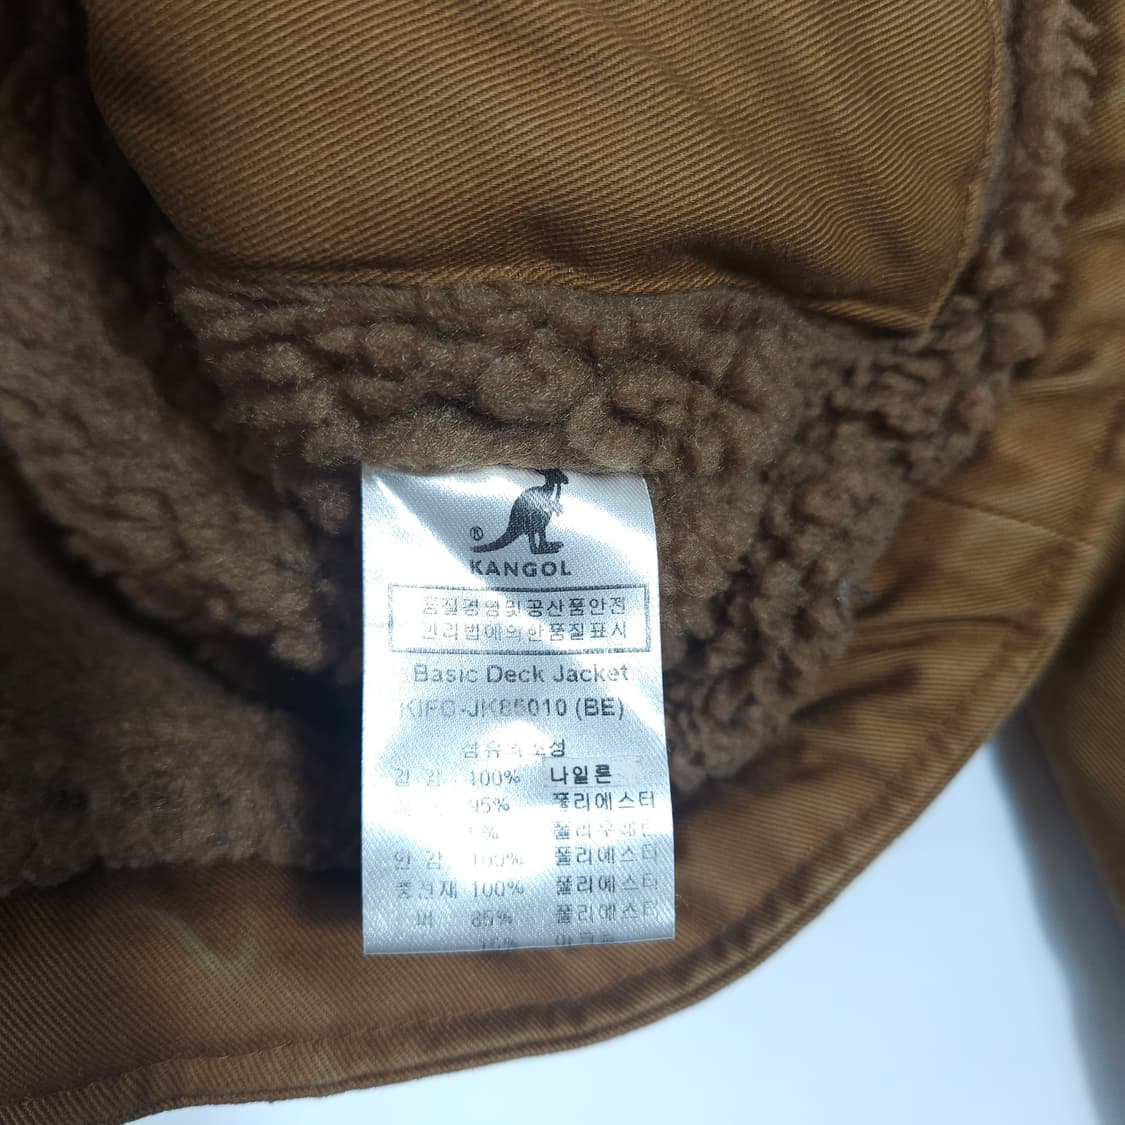 ®
KANGOL
품질경영및공산품안전
관리법에의한품질표시
Basic Deck Jacket
(BE)
섬유의조성
겉 감 100% 나일론
95% 폴리에스터
5% 폴리우레탄
안 감 100% 폴리에스터
충전재 100% 폴리에스터
85% 폴리에스터
15%